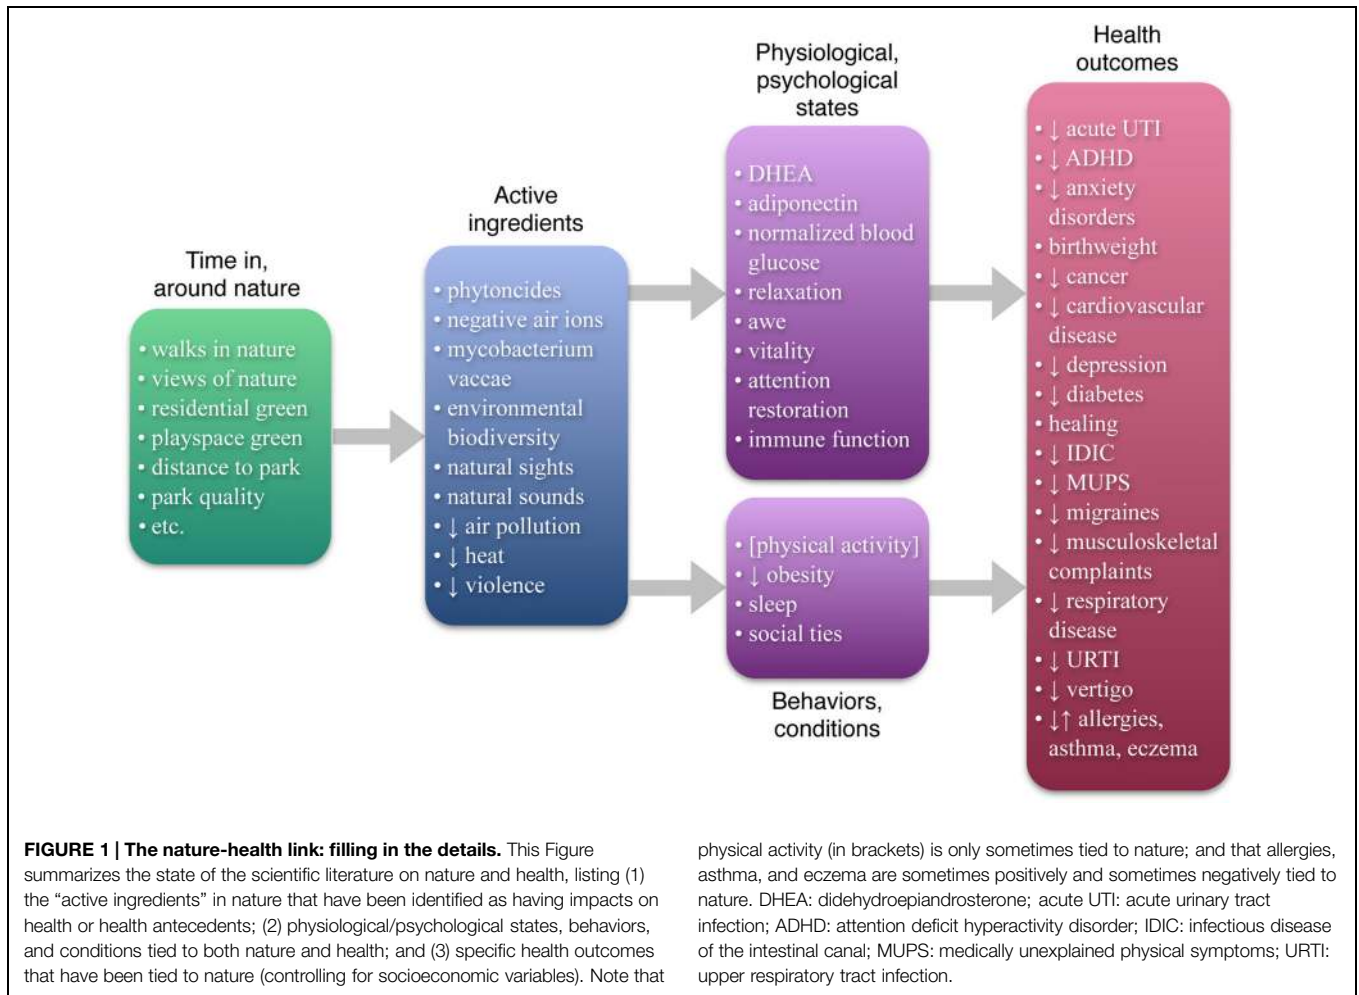 Time in,
around nature
• walks in nature
• views of nature
• residential green
• playspace green
• distance to park
• park quality
• etc.
Active
ingredients
• phytoncides
• negative air ions
• mycobacterium
vaccae
• environmental
biodiversity
• natural sights
• natural sounds
• ↓ air pollution
• ↓ heat
• ↓ violence
Physiological,
psychological
states
• DHEA
• adiponectin
• normalized blood
glucose
• relaxation
• awe
• vitality
• attention
restoration
• immune function
• [physical activity]
• ↓ obesity
• sleep
• social ties
Behaviors,
conditions
Health
outcomes
• ↓ acute UTI
• ↓ ADHD
• ↓ anxiety
disorders
• birthweight
• ↓ cancer
• ↓ cardiovascular
disease
• ↓ depression
• ↓ diabetes
• healing
• ↓ IDIC
• ↓ MUPS
• ↓ migraines
• ↓ musculoskeletal
complaints
• ↓ respiratory
disease
• ↓ URTI
• ↓ vertigo
• ↓↑ allergies,
asthma, eczema
FIGURE 1 | The nature-health link: filling in the details. This Figure
summarizes the state of the scientific literature on nature and health, listing (1)
the “active ingredients” in nature that have been identified as having impacts on
health or health antecedents; (2) physiological/psychological states, behaviors,
and conditions tied to both nature and health; and (3) specific health outcomes
that have been tied to nature (controlling for socioeconomic variables). Note that
physical activity (in brackets) is only sometimes tied to nature; and that allergies,
asthma, and eczema are sometimes positively and sometimes negatively tied to
nature. DHEA: didehydroepiandrosterone; acute UTI: acute urinary tract
infection; ADHD: attention deficit hyperactivity disorder; IDIC: infectious disease
of the intestinal canal; MUPS: medically unexplained physical symptoms; URTI:
upper respiratory tract infection.